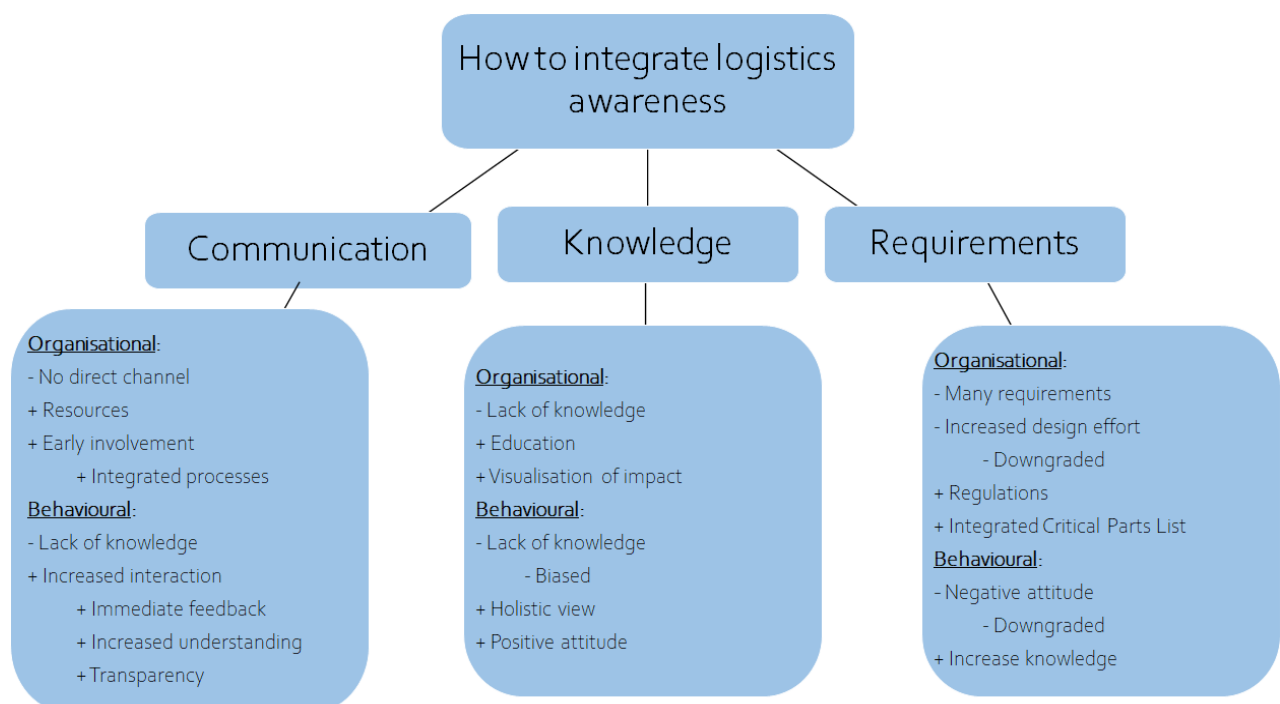 How to integrate logistics
awareness
Communication
Knowledge
Requirements
Organisational:
- No direct channel
+ Resources
+ Early involvement
+ Integrated processes
Behavioural:
- Lack of knowledge
+ Increased interaction
+ Immediate feedback
+ Increased understanding
+ Transparency
Organisational:
- Lack of knowledge
+ Education
+ Visualisation of impact
Behavioural:
- Lack of knowledge
- Biased
+ Holistic view
+ Positive attitude
Organisational:
- Many requirements
- Increased design effort
- Downgraded
+ Regulations
+ Integrated Critical Parts List
Behavioural:
- Negative attitude
- Downgraded
+ Increase knowledge